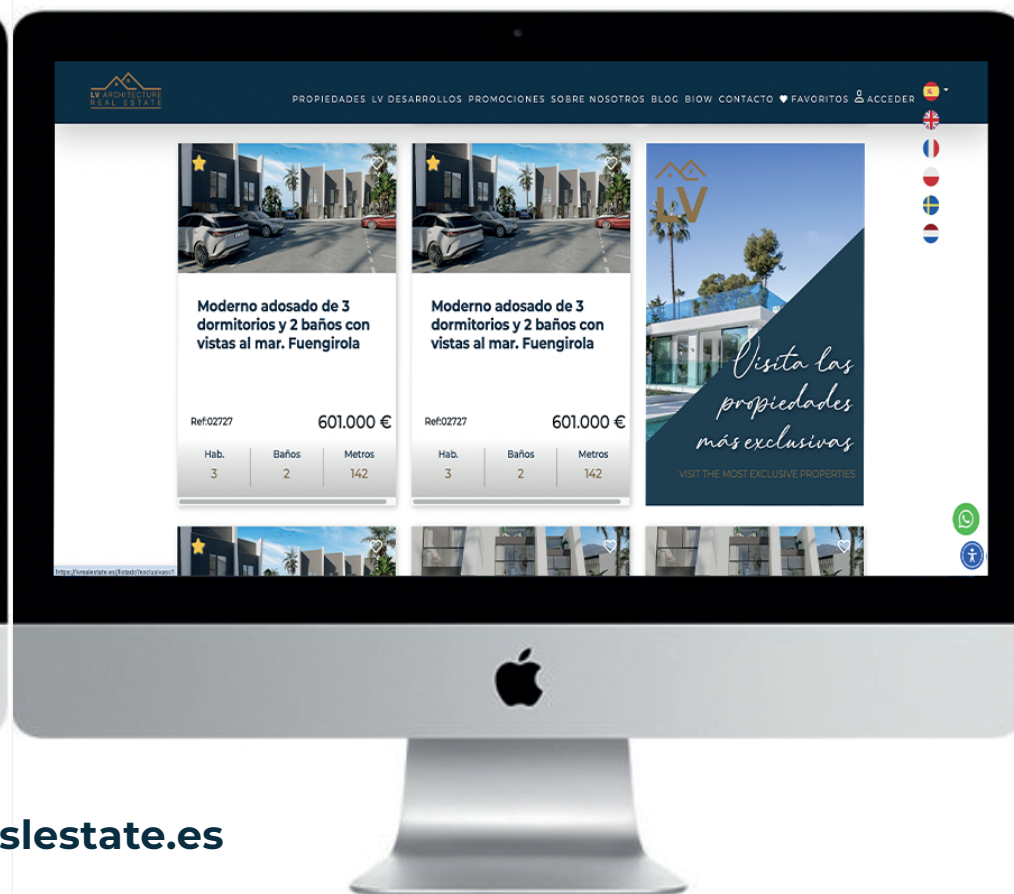 LV ARCHITECTURE
REAL ESTATE
PROPIEDADES LV DESARROLLOS PROMOCIONES SOBRE NOSOTROS BLOG BIOW CONTACTO FAVORITOS ACCEDER
Moderno adosado de 3
dormitorios y 2 baños con
vistas al mar. Fuengirola
Ref:02727 601.000 €
Hab. Baños Metros
3 2 142
Moderno adosado de 3
dormitorios y 2 baños con
vistas al mar. Fuengirola
Ref:02727 601.000 €
Hab. Baños Metros
3 2 142
LV
Visita las
propiedades
más exclusivas
VISIT THE MOST EXCLUSIVE PROPERTIES
slestate.es